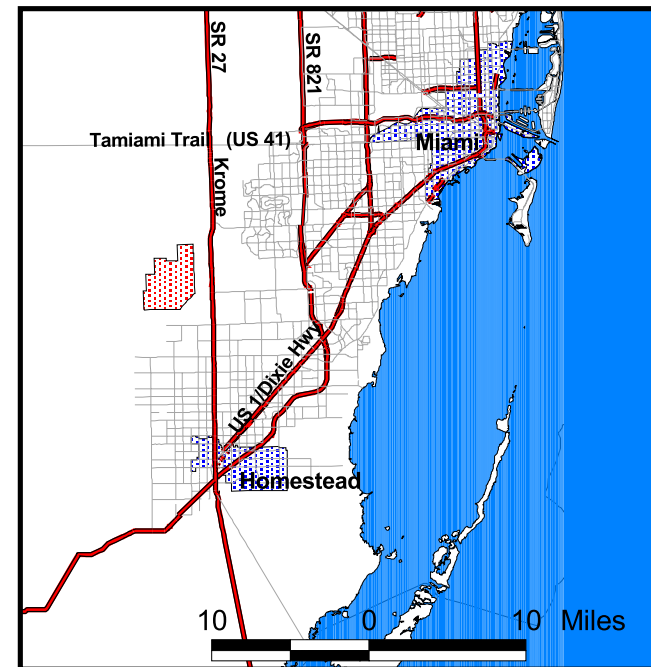 SR 27
SR 821
Tamiami Trail (US 41)
Miami
Krome
US 1/Dixie Hwy
Homestead
10 0 10 Miles